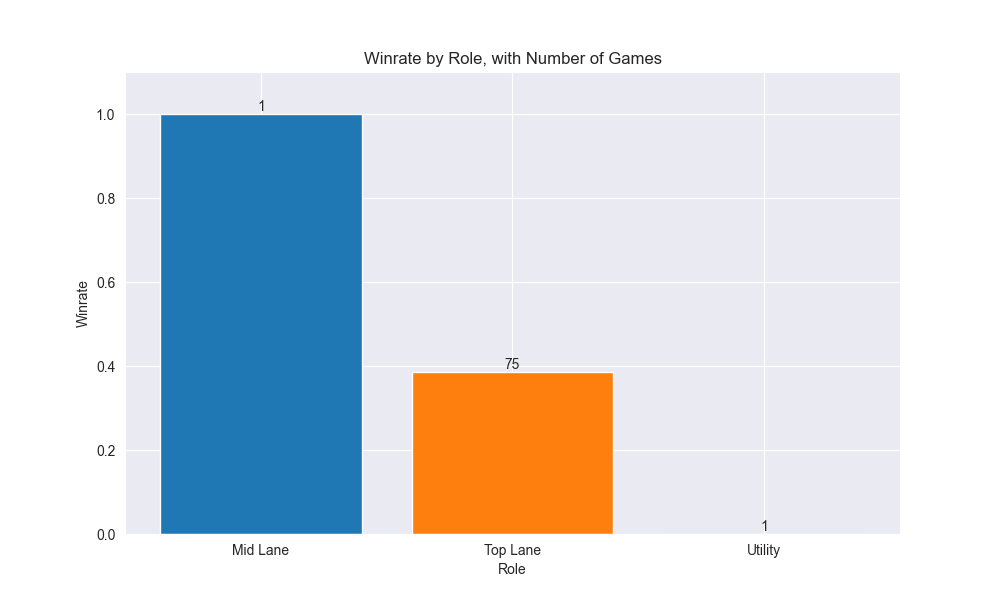 Winrate by Role, with Number of Games
1
1.0
0.8
0.6
Winrate
0.4
75
0.2
1
0.0
Mid Lane
Top Lane
Utility
Role